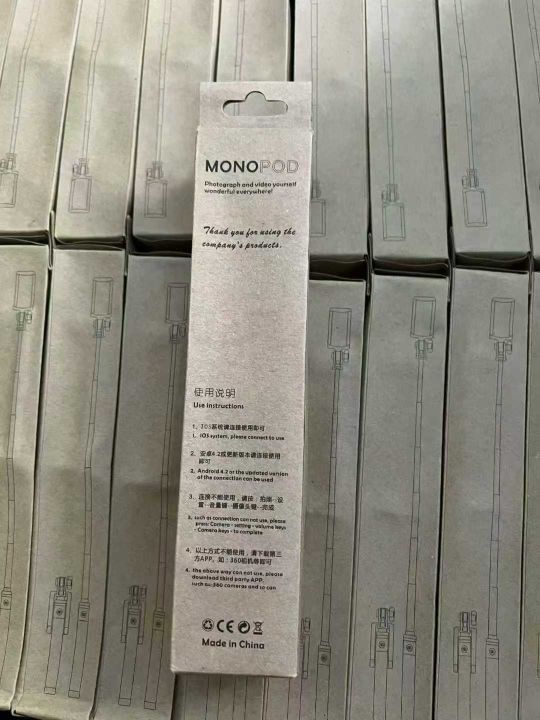 MONOPOD
Photograph and video yourself
wonderful everywhere!
Thank you for using the
company's products.
使用说明
Use instructions
1、IOS系统请连接使用即可
1、IOS system, please connect to use
2、安卓4.2或更新版本请连接使用
即可
2、Android 4.2 or the updated version
of the connection can be used
3、连接不能使用，请按：拍照--设
置--音量键--摄像头键--完成
3、such as connection can not use, please
press: Camera - setting - volume keys
- Camera keys - to complete
4、以上方式不能使用，请下载第三
方APP，如：360相机等即可
4、the above way can not use, please
download third party APP,
such as: 360 cameras and so can
CE
Made in China